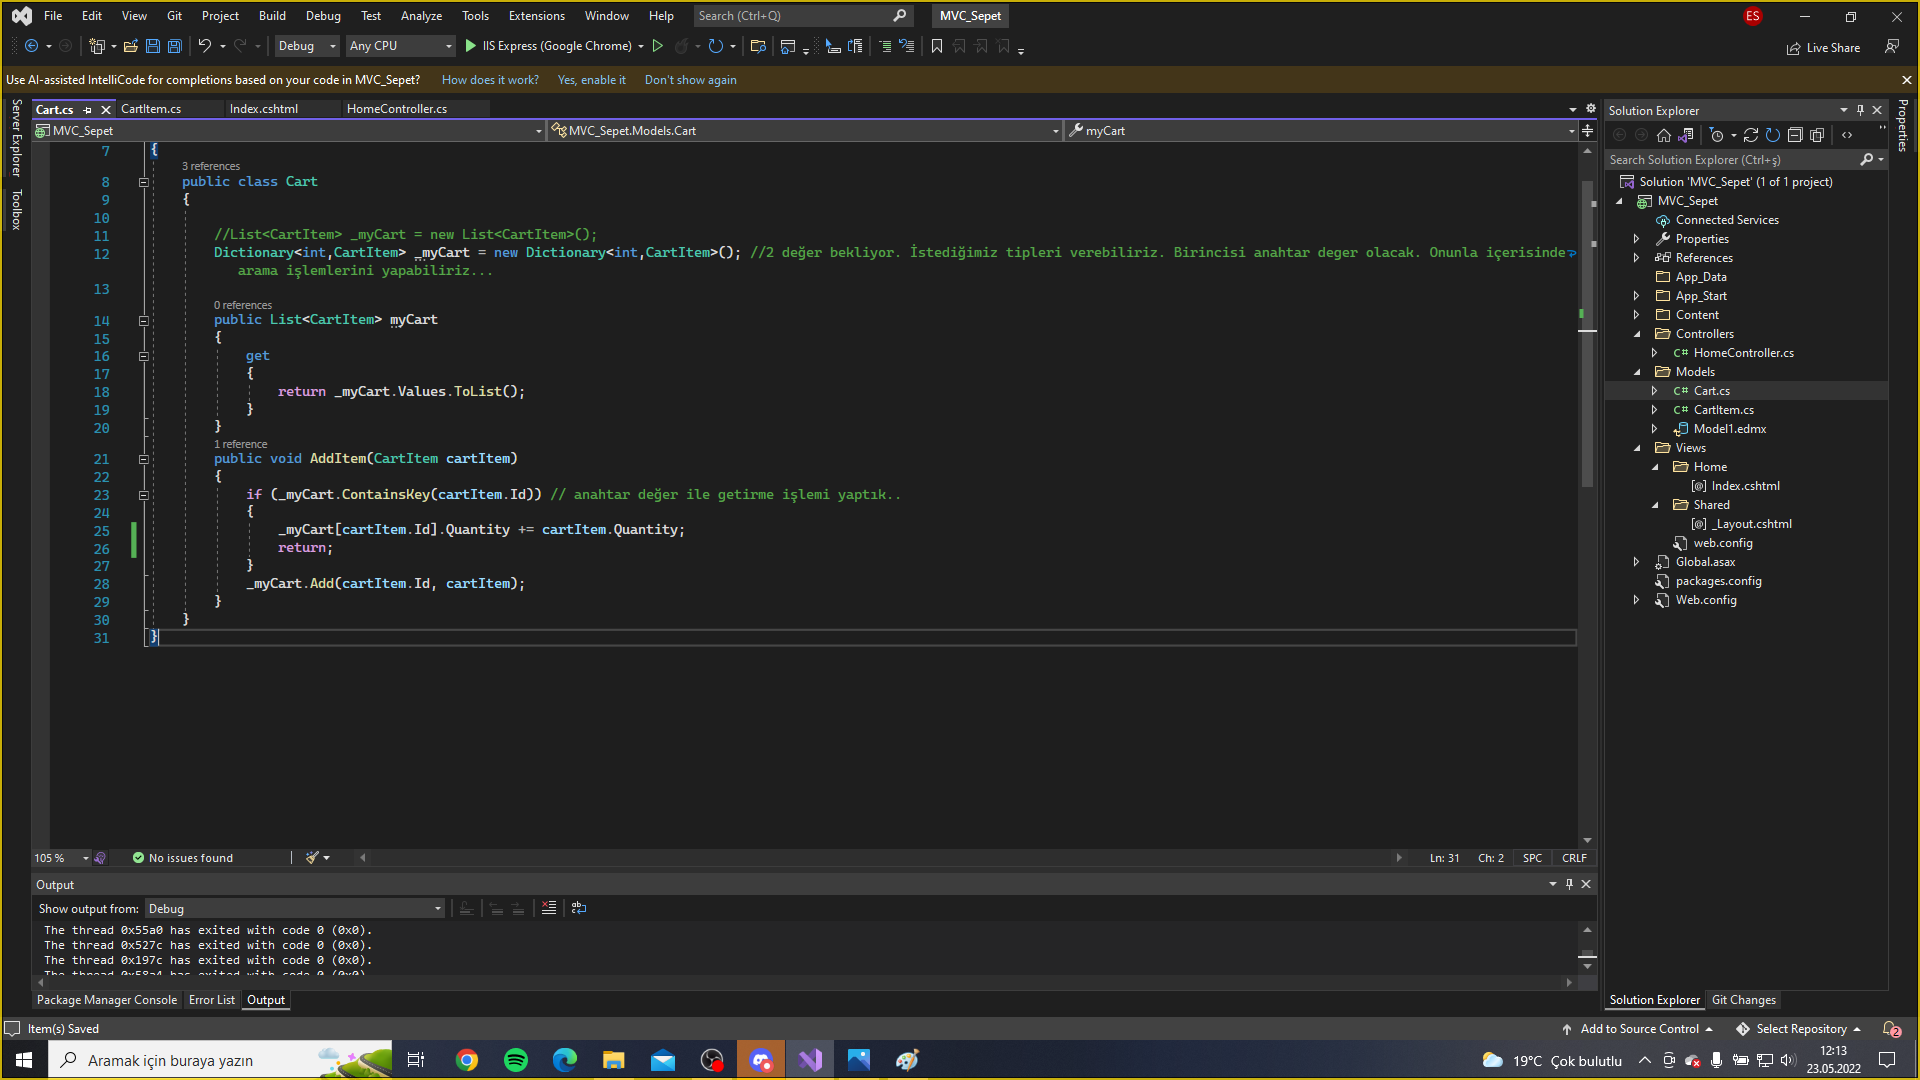 File Edit View Git Project Build Debug Test Analyze Tools Extensions Window Help Search (Ctrl+Q) MVC_Sepet ES
Debug Any CPU IIS Express (Google Chrome) Live Share
Use AI-assisted IntelliCode for completions based on your code in MVC_Sepet? How does it work? Yes, enable it Don't show again
Server Explorer
Toolbox
Cart.cs CartItem.cs Index.cshtml HomeController.cs
MVC_Sepet MVC_Sepet.Models.Cart myCart
7 {
3 references
8 public class Cart
9 {
10
11 //List<CartItem> _myCart = new List<CartItem>();
12 Dictionary<int,CartItem> _myCart = new Dictionary<int,CartItem>(); //2 değer bekliyor. İstediğimiz tipleri verebiliriz. Birincisi anahtar deger olacak. Onunla içerisinde
arama işlemlerini yapabiliriz...
13
0 references
14 public List<CartItem> myCart
15 {
16 get
17 {
18 return _myCart.Values.ToList();
19 }
20 }
1 reference
21 public void AddItem(CartItem cartItem)
22 {
23 if (_myCart.ContainsKey(cartItem.Id)) // anahtar değer ile getirme işlemi yaptık..
24 {
25 _myCart[cartItem.Id].Quantity += cartItem.Quantity;
26 return;
27 }
28 _myCart.Add(cartItem.Id, cartItem);
29 }
30 }
31 }
105 % No issues found Ln: 31 Ch: 2 SPC CRLF
Output
Show output from: Debug
The thread 0x55a0 has exited with code 0 (0x0).
The thread 0x527c has exited with code 0 (0x0).
The thread 0x197c has exited with code 0 (0x0).
The thread 0x58a4 has exited with code 0 (0x0).
Package Manager Console Error List Output
Solution Explorer
Search Solution Explorer (Ctrl+ş)
Solution 'MVC_Sepet' (1 of 1 project)
MVC_Sepet
Connected Services
Properties
References
App_Data
App_Start
Content
Controllers
C# HomeController.cs
Models
C# Cart.cs
C# CartItem.cs
Model1.edmx
Views
Home
[@] Index.cshtml
Shared
[@] _Layout.cshtml
web.config
Global.asax
packages.config
Web.config
Solution Explorer Git Changes
Properties
Item(s) Saved Add to Source Control Select Repository 2
Aramak için buraya yazın 19°C Çok bulutlu 12:13
23.05.2022